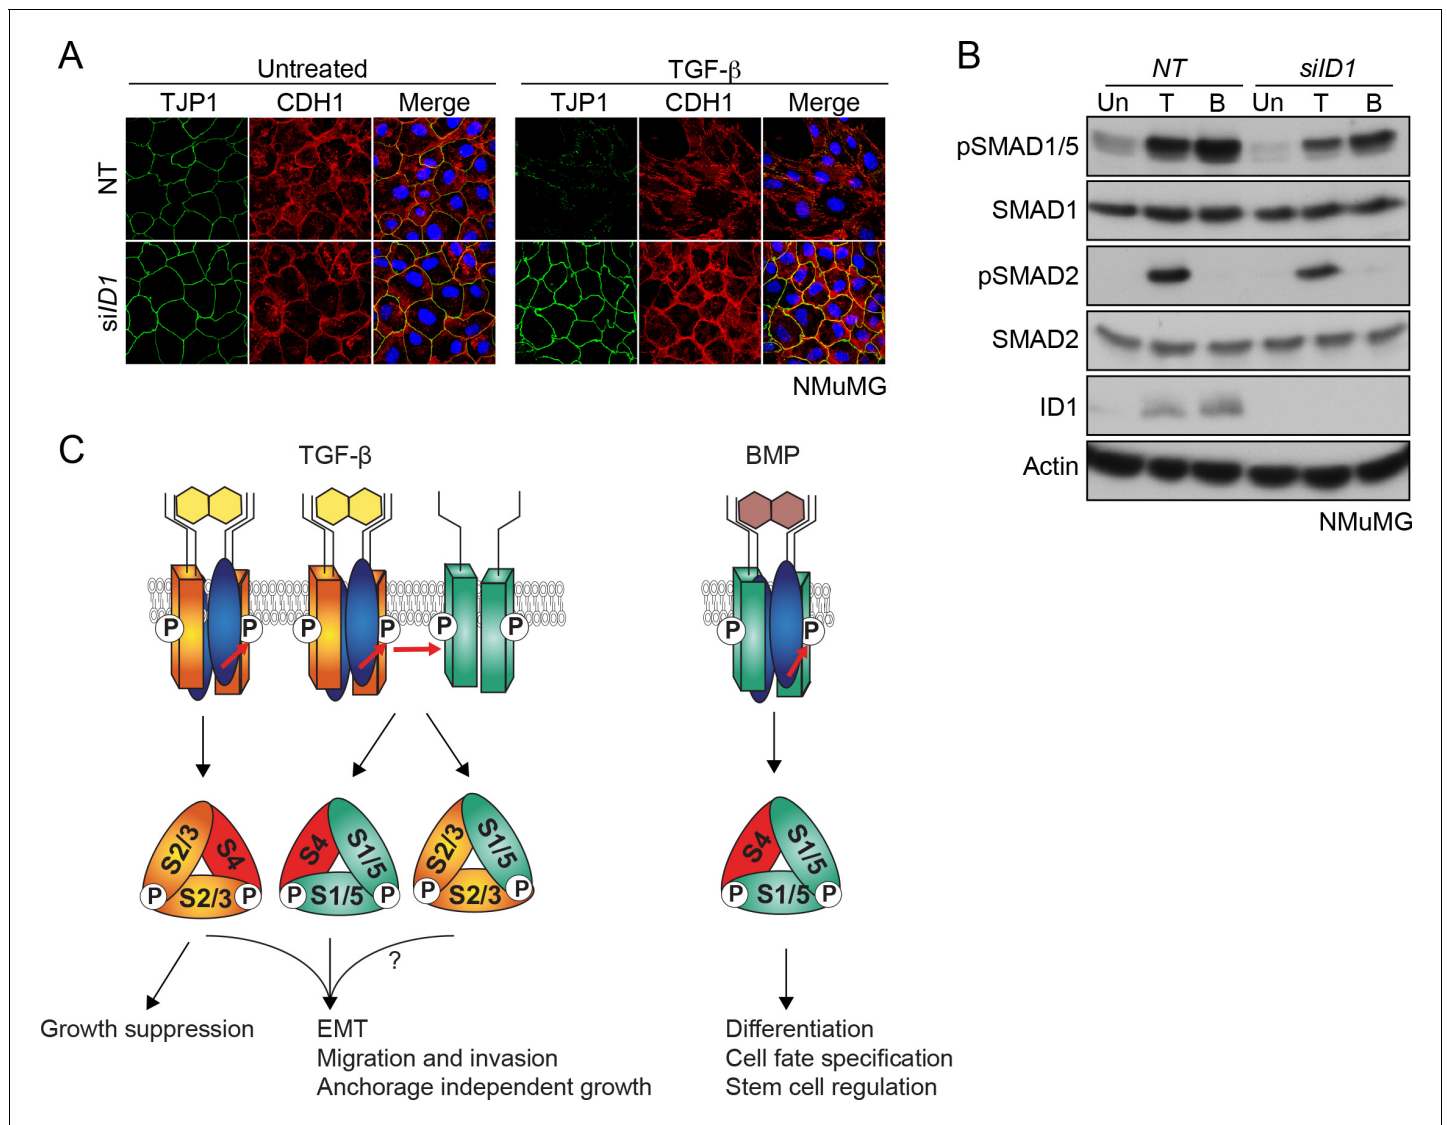 A
Untreated
TGF-β
TJP1 CDH1 Merge
TJP1 CDH1 Merge
NT
siID1
NMuMG
B
NT siID1
Un T B Un T B
pSMAD1/5
SMAD1
pSMAD2
SMAD2
ID1
Actin
NMuMG
C
TGF-β
BMP
P P P P P P P P
S2/3 S4 S2/3 P P
S4 S1/5 S1/5 P P
S2/3 S1/5 S2/3 P P
S4 S1/5 S1/5 P P
?
Growth suppression
EMT
Migration and invasion
Anchorage independent growth
Differentiation
Cell fate specification
Stem cell regulation